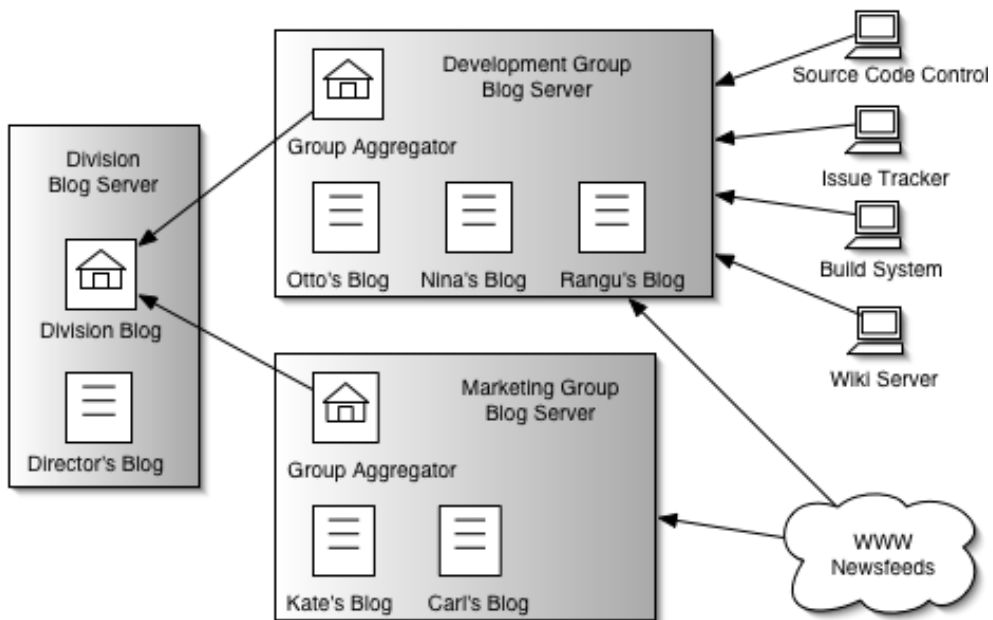 Development Group
Blog Server
Group Aggregator
Otto's Blog
Nina's Blog
Rangu's Blog
Source Code Control
Issue Tracker
Build System
Wiki Server
Division
Blog Server
Division Blog
Director's Blog
Marketing Group
Blog Server
Group Aggregator
Kate's Blog
Carl's Blog
WWW
Newsfeeds